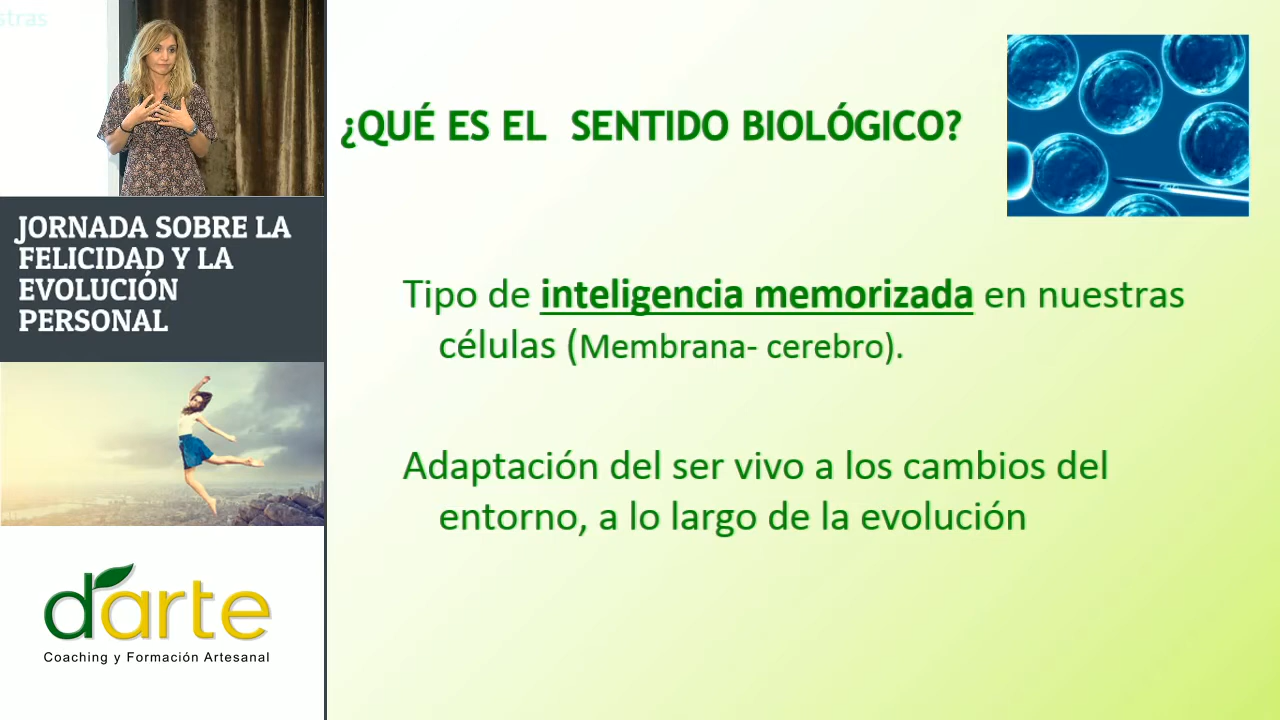 stras
JORNADA SOBRE LA
FELICIDAD Y LA
EVOLUCIÓN
PERSONAL
d'arte
Coaching y Formación Artesanal
¿QUÉ ES EL SENTIDO BIOLÓGICO?
Tipo de inteligencia memorizada en nuestras
células (Membrana- cerebro).
Adaptación del ser vivo a los cambios del
entorno, a lo largo de la evolución